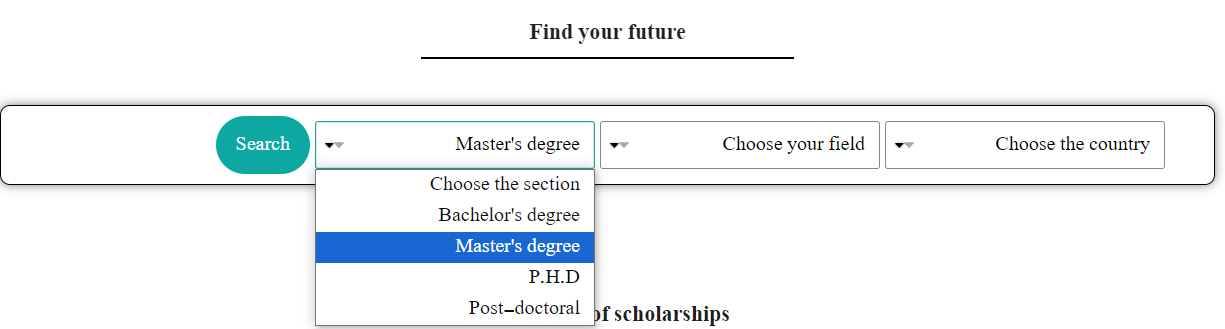 Find your future
Search
Master's degree
Choose your field
Choose the country
Choose the section
Bachelor's degree
Master's degree
P.H.D
Post-doctoral
of scholarships